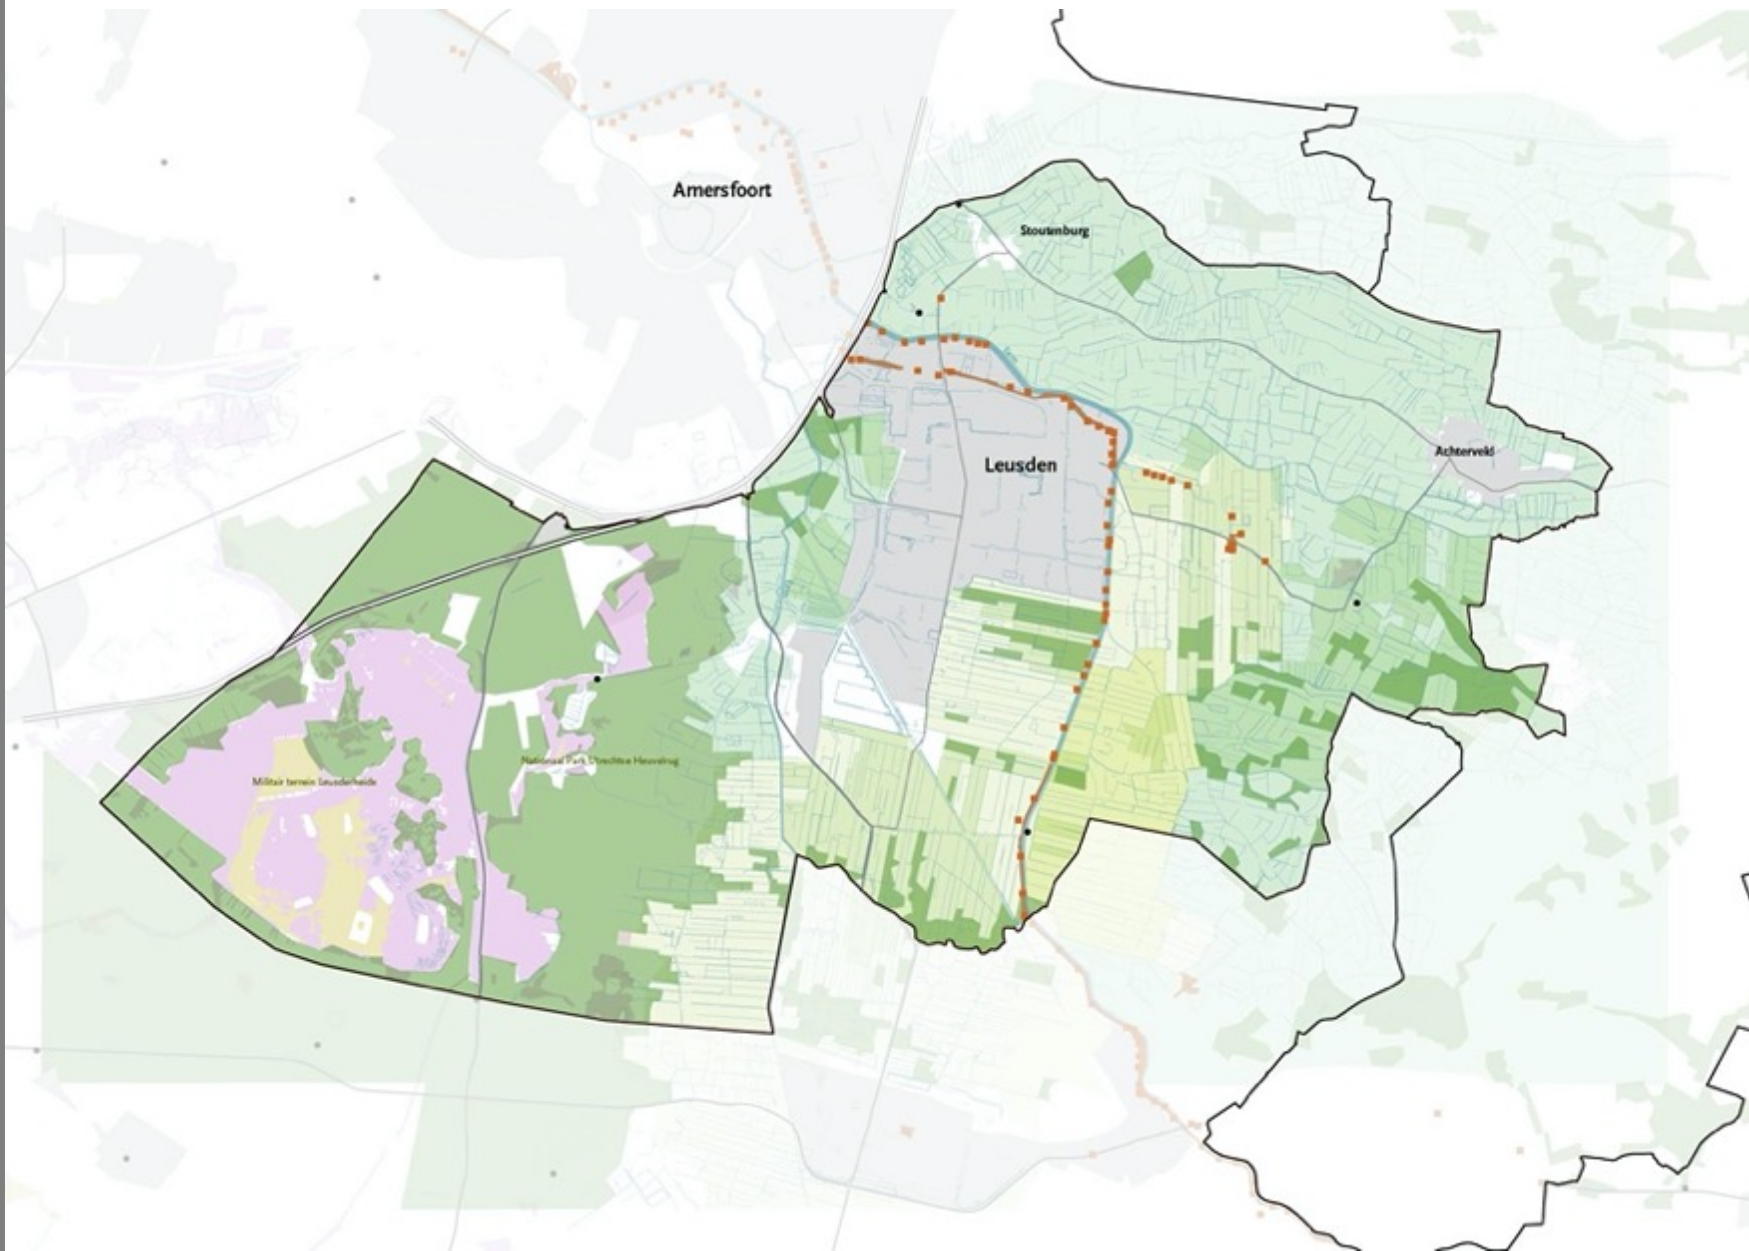 Amersfoort
Stoutenburg
Achterveld
Leusden
Nationaal Park Utrechtse Heuvelrug
Militair terrein Leusderheide